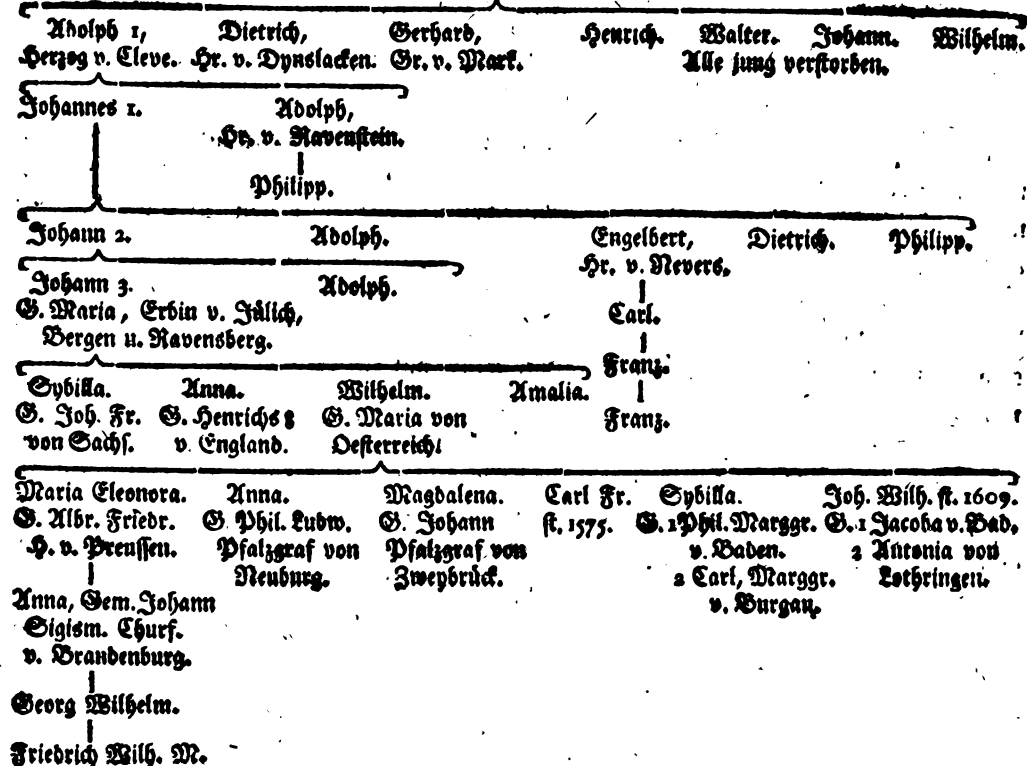 Adolph 1, Dietrich, Gerhard, Henrich. Walter. Johann. Wilhelm.
Herzog v. Cleve. Hr. v. Dynslacken. Gr. v. Mark. Alle jung verstorben.
Johannes 1. Adolph,
Hr. v. Ravenstein.
Philipp.
Johann 2. Adolph. Engelbert, Dietrich. Philipp.
Hr. v. Nevers.
Johann 3. Adolph.
G. Maria, Erbin v. Jülich, Carl.
Bergen u. Ravensberg.
Franz.
Sybilla. Anna. Wilhelm. Amalia.
G. Joh. Fr. G. Henrichs 8 G. Maria von Franz.
von Sachs. v. England. Oesterreich.
Maria Eleonora. Anna. Magdalena. Carl Fr. Sybilla. Joh. Wilh. st. 1609.
G. Albr. Friedr. G. Phil. Ludw. G. Johann st. 1575. G. 1 Phil. Marggr. G. 1 Jacoba v. Bad.
H. v. Preussen. Pfalzgraf von Pfalzgraf von v. Baden. 2 Antonia von
Neuburg. Zweybrück. 2 Carl, Marggr. Lothringen.
v. Burgau.
Anna, Gem. Johann
Sigism. Churf.
v. Brandenburg.
Georg Wilhelm.
Friedrich Wilh. M.